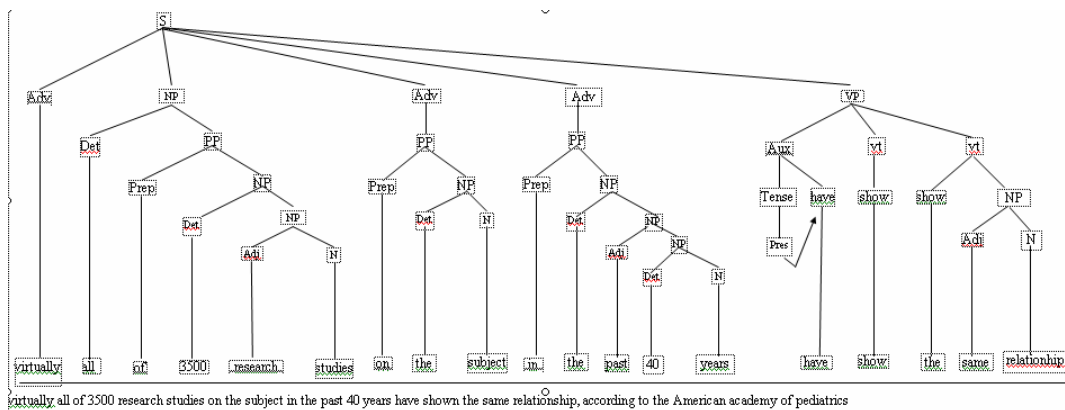 S
Adv NP Adv Adv VP
Det PP PP PP Aux vt vt
Prep NP Prep NP Prep NP Tense have show show NP
Det NP Det N Det NP
Adj N Adj NP Pres Adj N
Det N
virtually all of 3500 research studies on the subject in the past 40 years have show the same relationship
virtually all of 3500 research studies on the subject in the past 40 years have shown the same relationship, according to the American academy of pediatrics